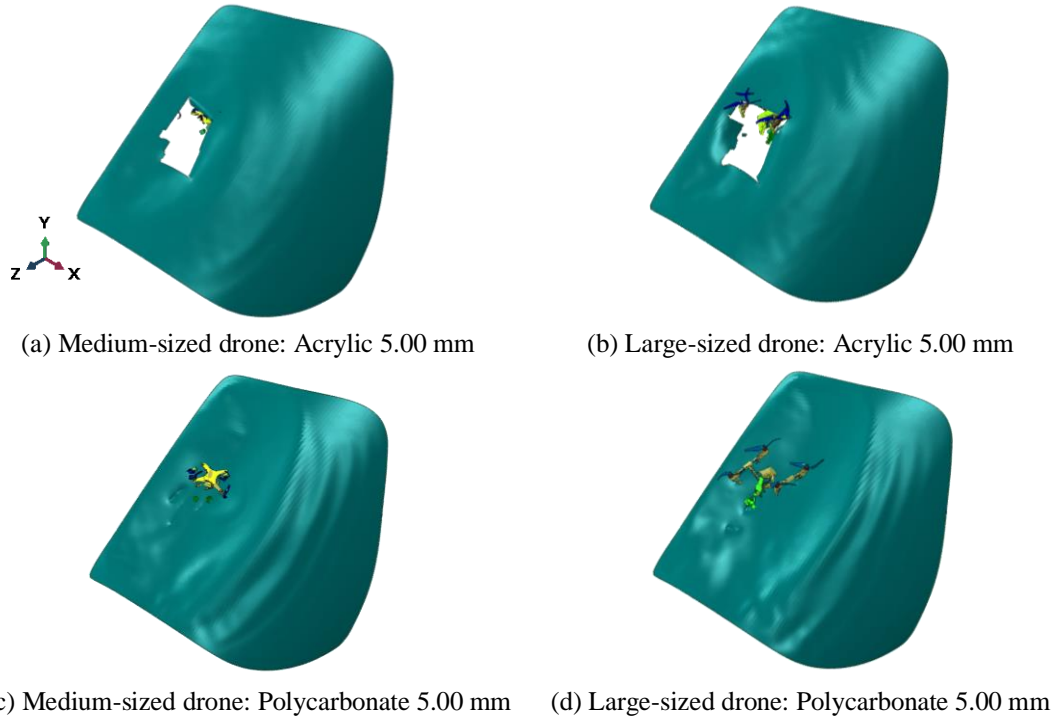 Y
Z X
(a) Medium-sized drone: Acrylic 5.00 mm (b) Large-sized drone: Acrylic 5.00 mm
c) Medium-sized drone: Polycarbonate 5.00 mm (d) Large-sized drone: Polycarbonate 5.00 mm